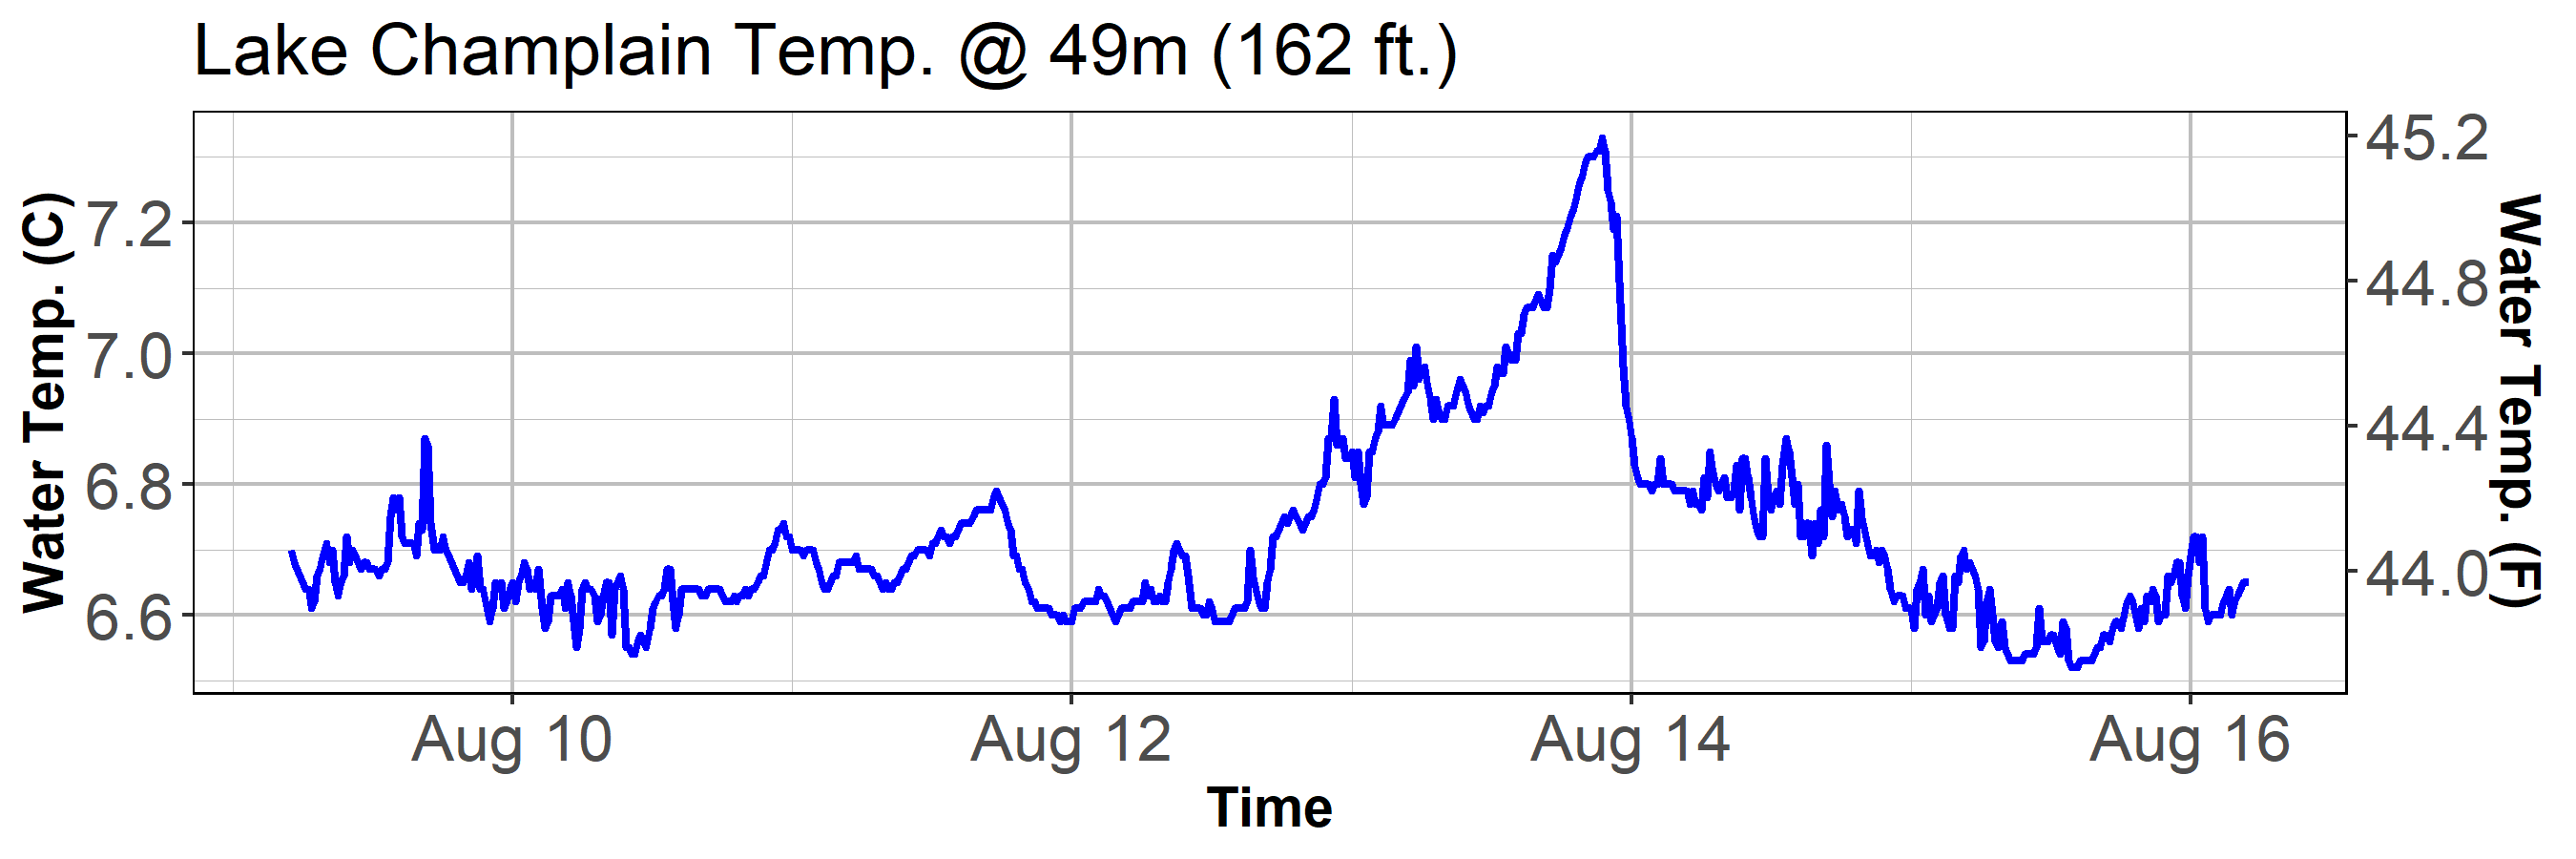 Lake Champlain Temp. @ 49m (162 ft.)
Water Temp. (C)
7.2
7.0
6.8
6.6
45.2
44.8
44.4
44.0
Water Temp. (F)
Aug 10
Aug 12
Aug 14
Aug 16
Time